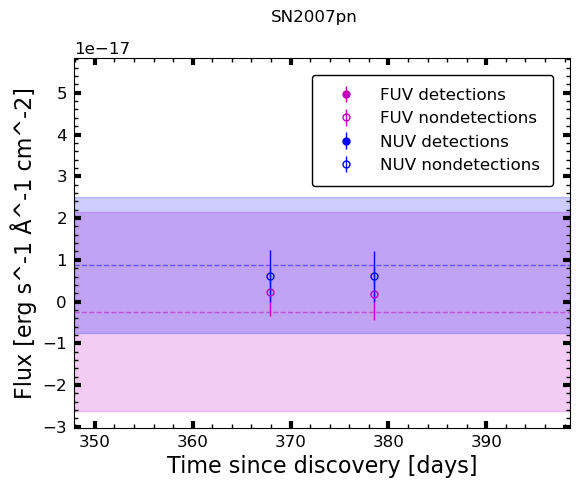 SN2007pn
1e−17
FUV detections
FUV nondetections
NUV detections
NUV nondetections
5
4
3
2
1
0
−1
−2
−3
Flux [erg s^-1 Å^-1 cm^-2]
350
360
370
380
390
Time since discovery [days]